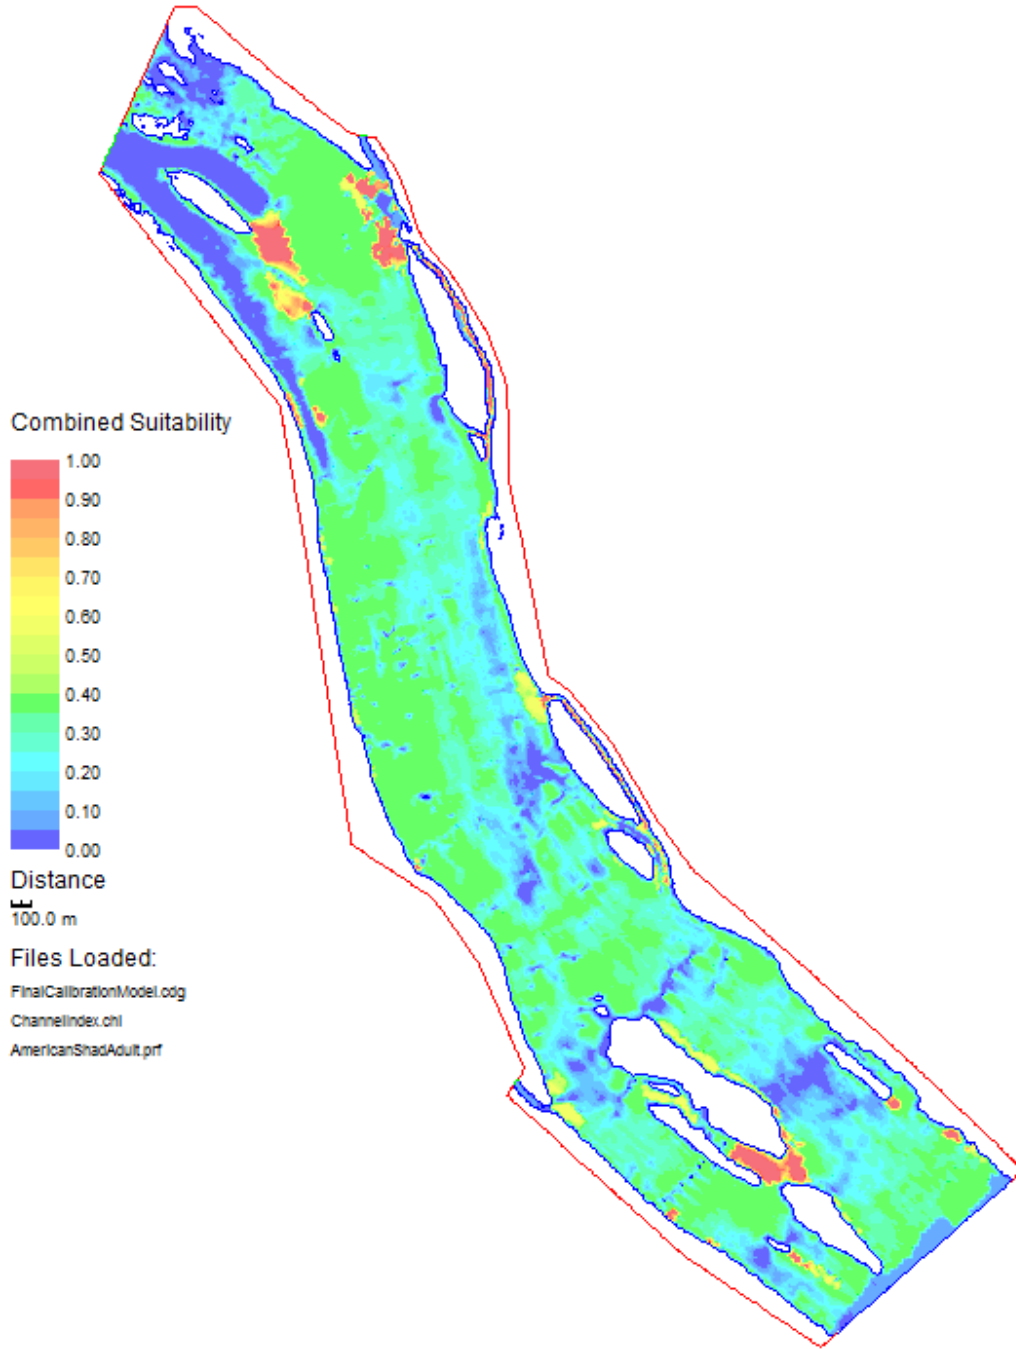 Combined Suitability
1.00
0.90
0.80
0.70
0.60
0.50
0.40
0.30
0.20
0.10
0.00
Distance
100.0 m
Files Loaded:
FinalCalibrationModel.cdg
ChannelIndex.chi
AmericanShadAdult.prf